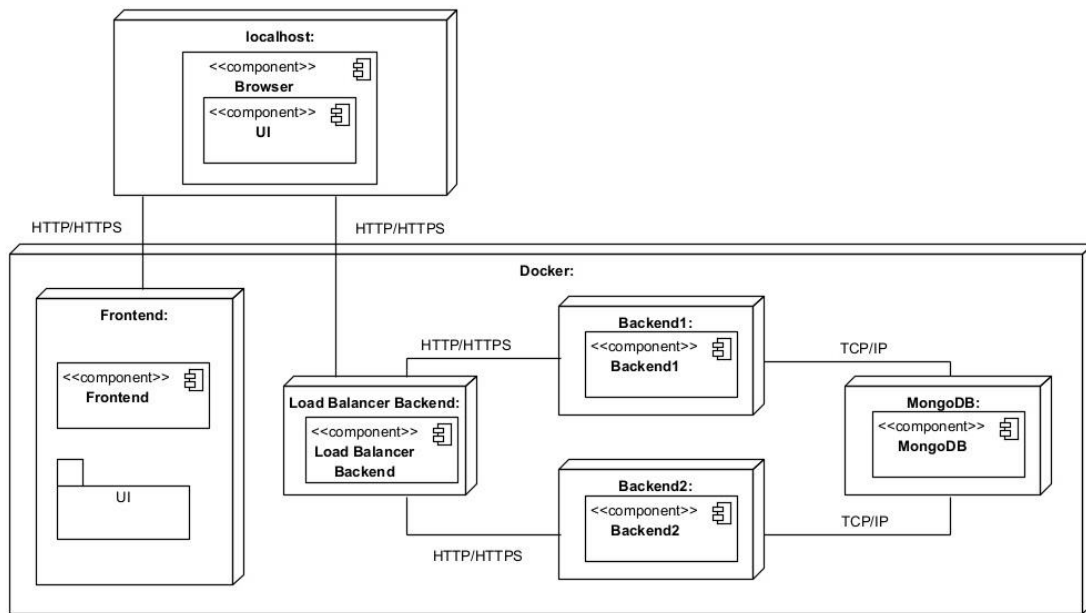 localhost:
<<component>>
Browser
<<component>>
UI
HTTP/HTTPS
HTTP/HTTPS
Docker:
Frontend:
<<component>>
Frontend
UI
Load Balancer Backend:
<<component>>
Load Balancer
Backend
HTTP/HTTPS
HTTP/HTTPS
Backend1:
<<component>>
Backend1
Backend2:
<<component>>
Backend2
TCP/IP
TCP/IP
MongoDB:
<<component>>
MongoDB